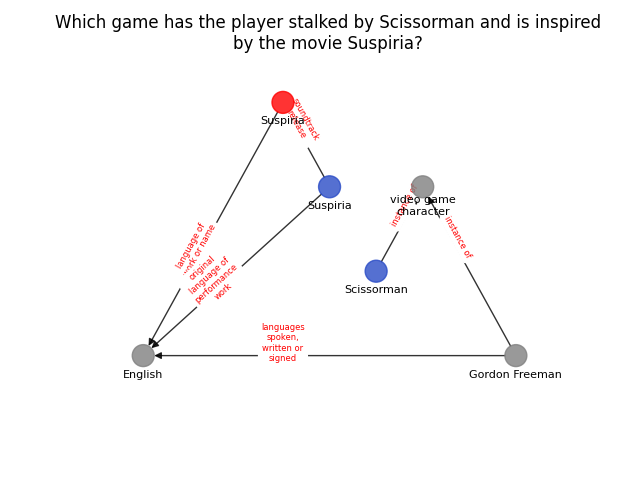 Which game has the player stalked by Scissorman and is inspired
by the movie Suspiria?
soundtrack
release
Suspiria
Suspiria
instance of
video game
character
instance of
language of
work or name
original
language of
performance
work
Scissorman
languages
spoken,
written or
signed
English
Gordon Freeman